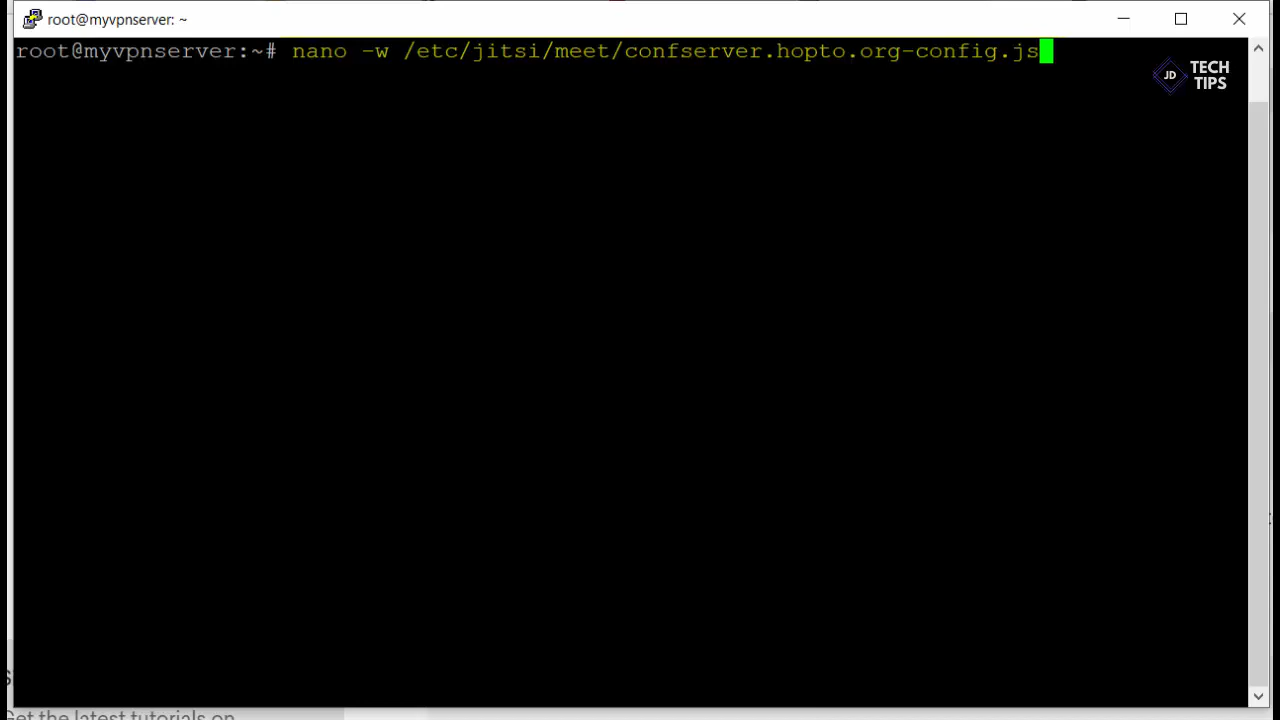 root@myvpnserver: ~
root@myvpnserver:~# nano -w /etc/jitsi/meet/confserver.hopto.org-config.js
JD
TECH
TIPS
Get the latest tutorials on